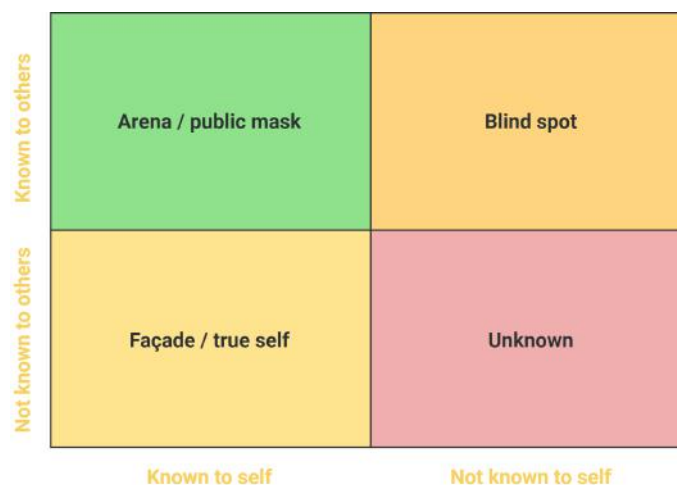 Known to others
Arena / public mask
Blind spot
Not known to others
Façade / true self
Unknown
Known to self
Not known to self